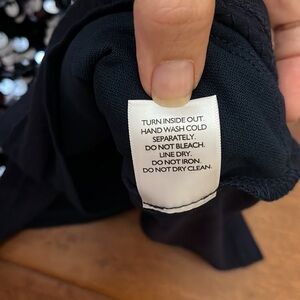 TURN INSIDE OUT.
HAND WASH COLD
SEPARATELY.
DO NOT BLEACH.
LINE DRY.
DO NOT IRON.
DO NOT DRY CLEAN.